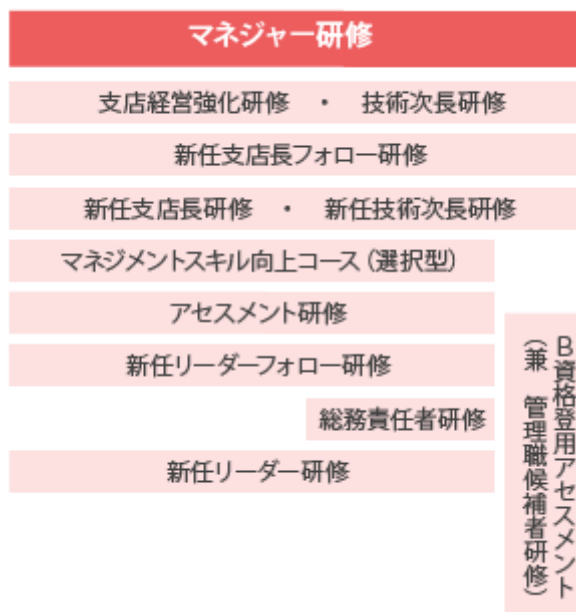 マネジャー研修
支店経営強化研修 ・ 技術次長研修
新任支店長フォロー研修
新任支店長研修 ・ 新任技術次長研修
マネジメントスキル向上コース（選択型）
アセスメント研修
新任リーダーフォロー研修
総務責任者研修
新任リーダー研修
B資格登用アセスメント
（兼 管理職候補者研修）